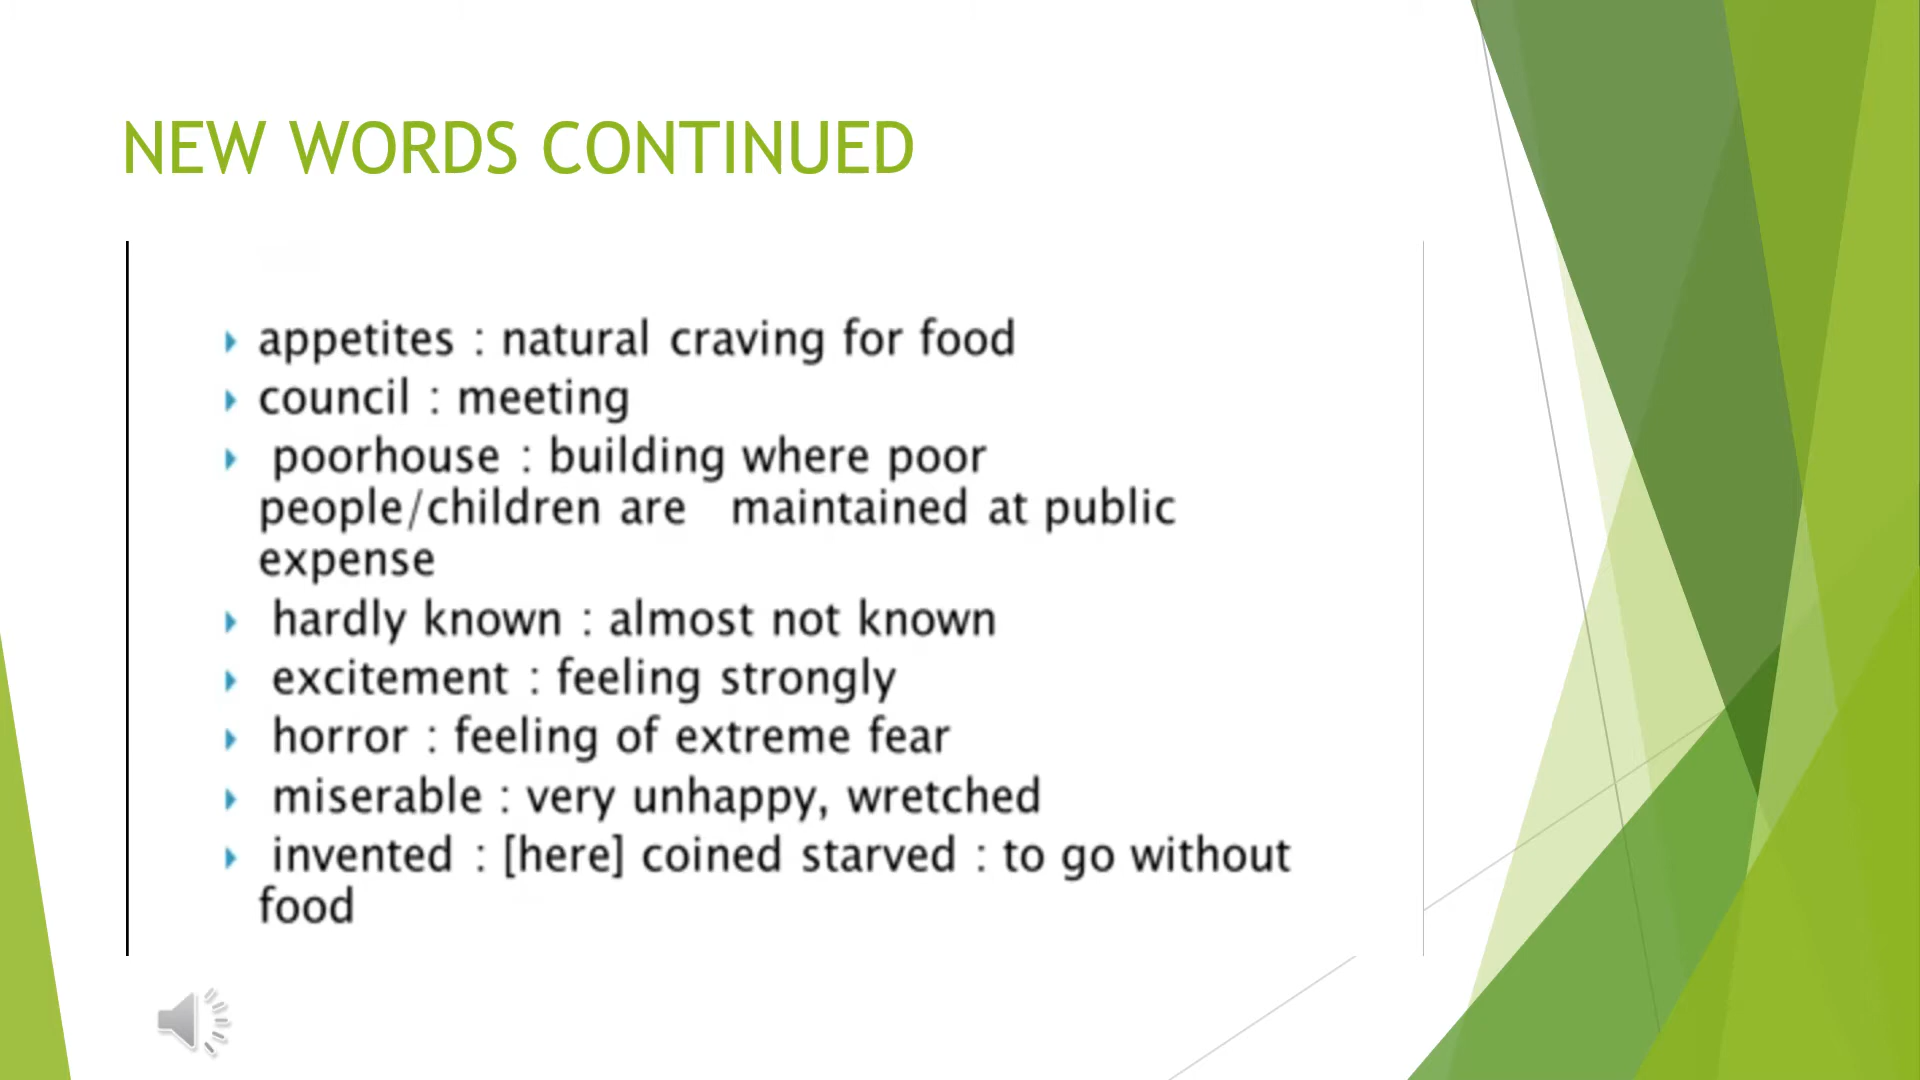 NEW WORDS CONTINUED
appetites : natural craving for food
council : meeting
poorhouse : building where poor
people/children are maintained at public
expense
hardly known : almost not known
excitement : feeling strongly
horror : feeling of extreme fear
miserable : very unhappy, wretched
invented : [here] coined starved : to go without
food